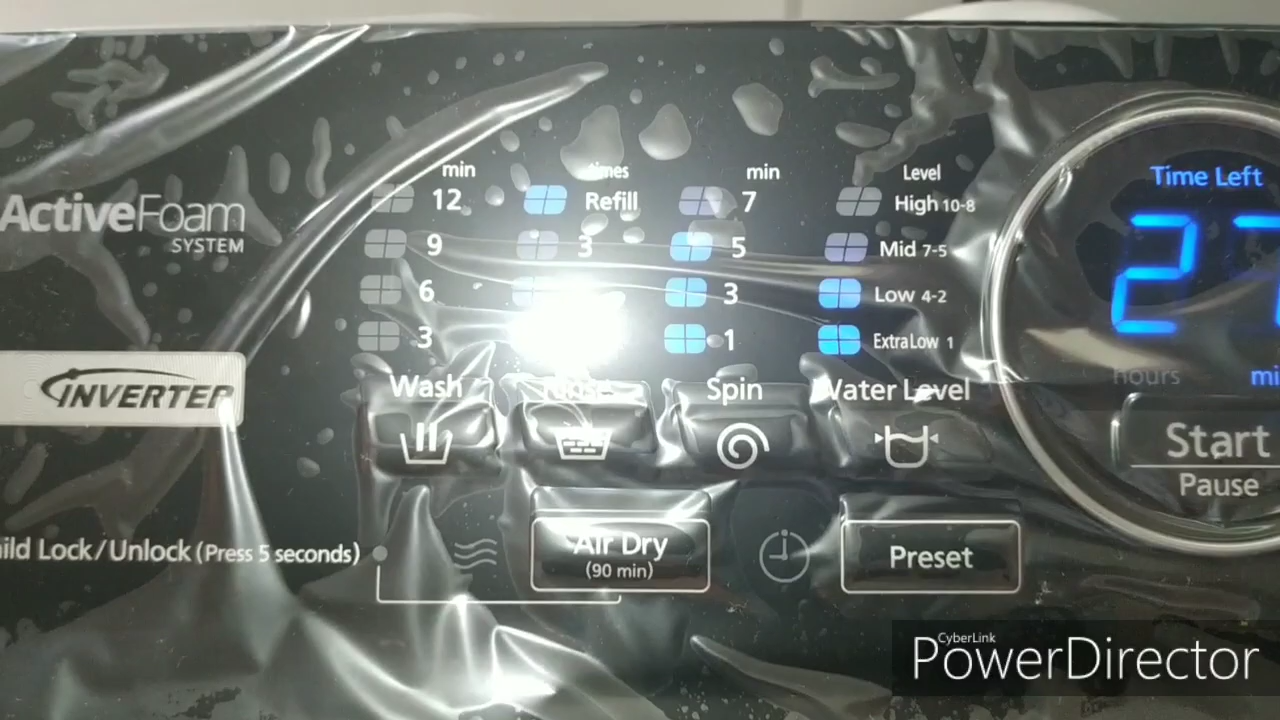 min times min Level
12 Refill 7 High 10-8
ActiveFoam
SYSTEM
9 3 5 Mid 7-5
6 3 Low 4-2
3 1 ExtraLow 1
Time Left
INVERTER
Wash Rinse Spin Water Level
hours
Start
Pause
Lock/Unlock (Press 5 seconds)
Air Dry
(90 min)
Preset
CyberLink
PowerDirector